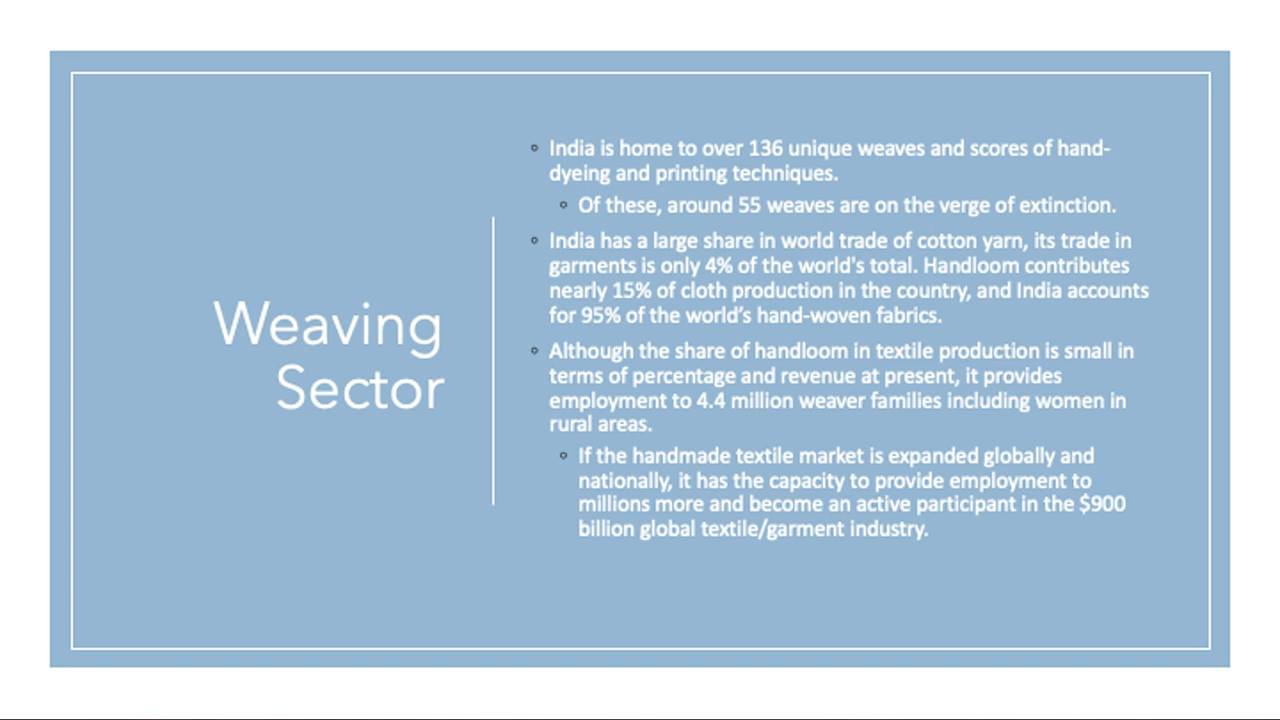 Weaving
Sector
India is home to over 136 unique weaves and scores of hand-
dyeing and printing techniques.
Of these, around 55 weaves are on the verge of extinction.
India has a large share in world trade of cotton yarn, its trade in
garments is only 4% of the world's total. Handloom contributes
nearly 15% of cloth production in the country, and India accounts
for 95% of the world’s hand-woven fabrics.
Although the share of handloom in textile production is small in
terms of percentage and revenue at present, it provides
employment to 4.4 million weaver families including women in
rural areas.
If the handmade textile market is expanded globally and
nationally, it has the capacity to provide employment to
millions more and become an active participant in the $900
billion global textile/garment industry.